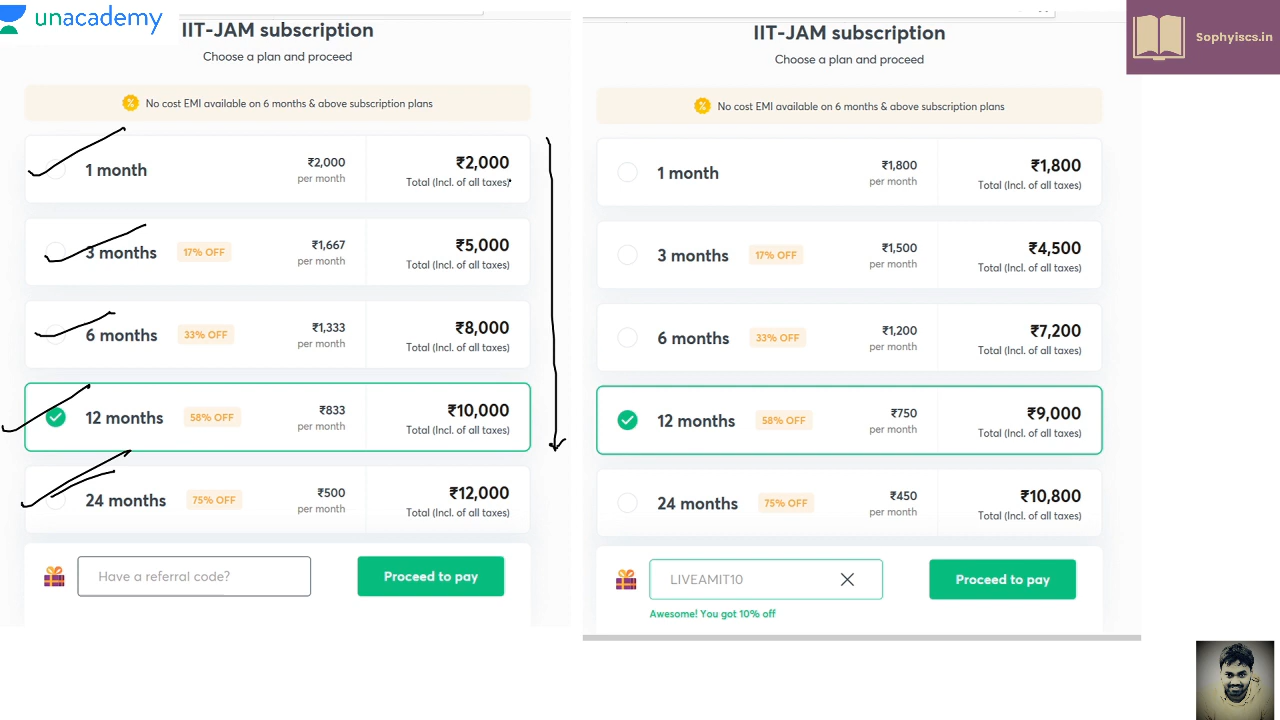 unacademy
IIT-JAM subscription
Choose a plan and proceed
No cost EMI available on 6 months & above subscription plans
1 month ₹2,000 per month ₹2,000 Total (Incl. of all taxes)
3 months 17% OFF ₹1,667 per month ₹5,000 Total (Incl. of all taxes)
6 months 33% OFF ₹1,333 per month ₹8,000 Total (Incl. of all taxes)
12 months 58% OFF ₹833 per month ₹10,000 Total (Incl. of all taxes)
24 months 75% OFF ₹500 per month ₹12,000 Total (Incl. of all taxes)
Have a referral code? Proceed to pay
IIT-JAM subscription
Choose a plan and proceed
No cost EMI available on 6 months & above subscription plans
1 month ₹1,800 per month ₹1,800 Total (Incl. of all taxes)
3 months 17% OFF ₹1,500 per month ₹4,500 Total (Incl. of all taxes)
6 months 33% OFF ₹1,200 per month ₹7,200 Total (Incl. of all taxes)
12 months 58% OFF ₹750 per month ₹9,000 Total (Incl. of all taxes)
24 months 75% OFF ₹450 per month ₹10,800 Total (Incl. of all taxes)
LIVEAMIT10 Proceed to pay
Awesome! You got 10% off
Sophyiscs.in